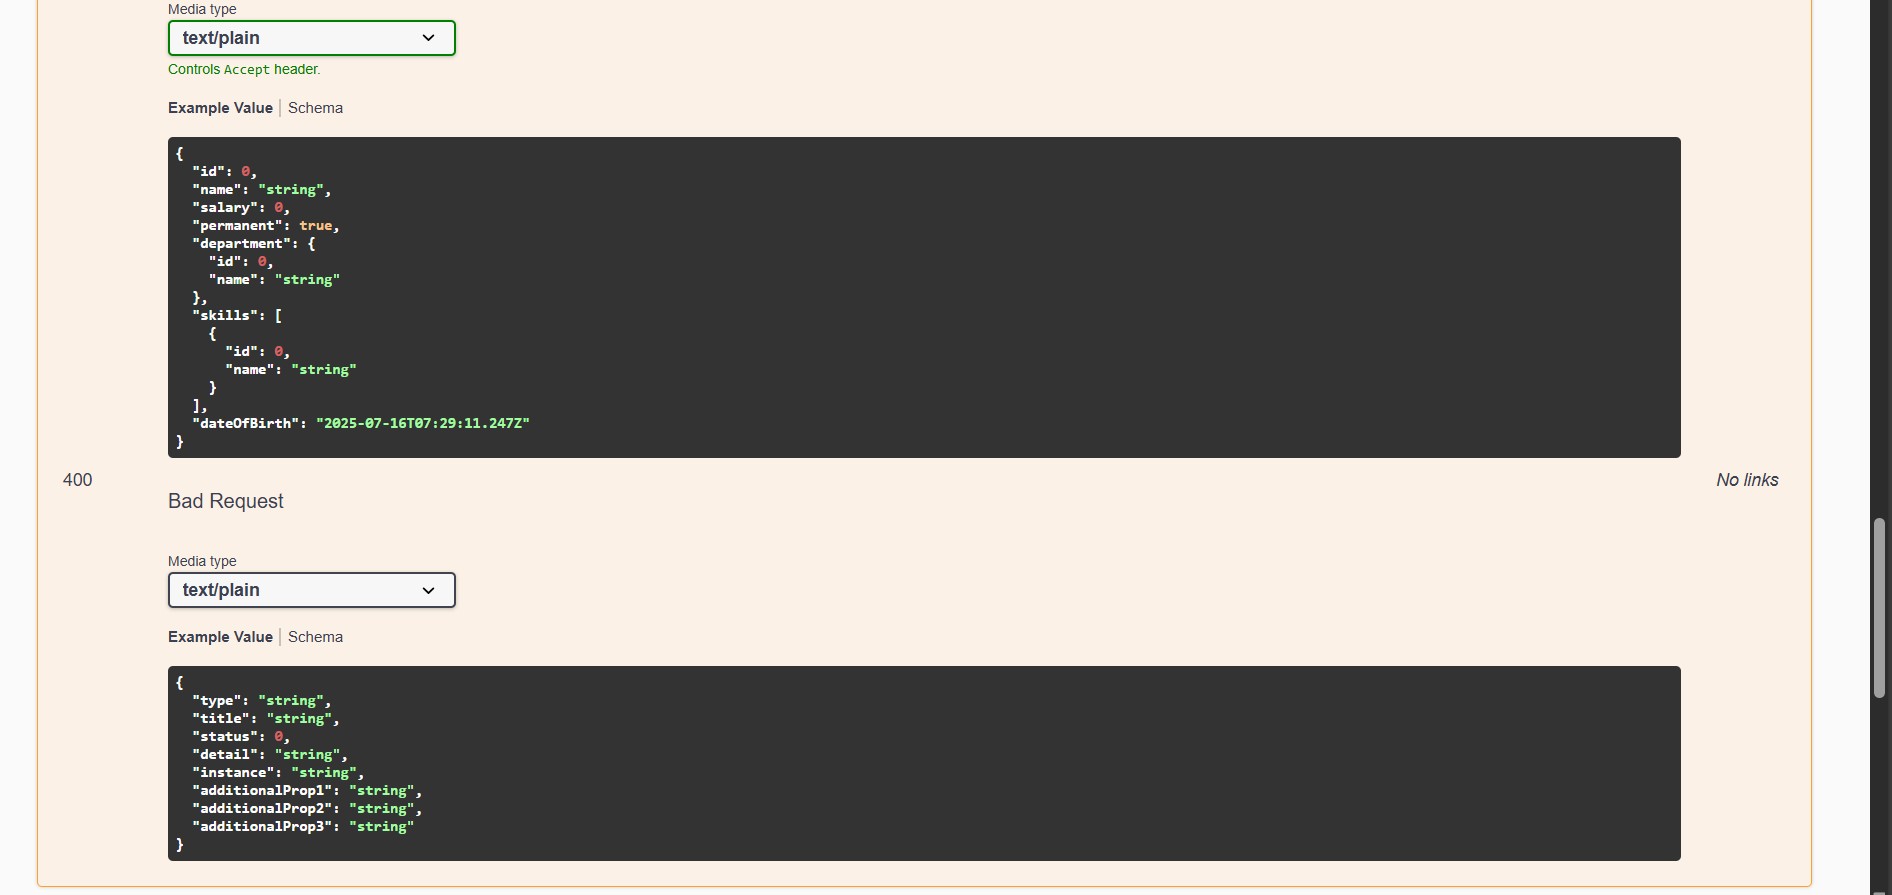 Media type
text/plain
Controls Accept header.
Example Value | Schema
{
  "id": 0,
  "name": "string",
  "salary": 0,
  "permanent": true,
  "department": {
    "id": 0,
    "name": "string"
  },
  "skills": [
    {
      "id": 0,
      "name": "string"
    }
  ],
  "dateOfBirth": "2025-07-16T07:29:11.247Z"
}
400 No links
Bad Request
Media type
text/plain
Example Value | Schema
{
  "type": "string",
  "title": "string",
  "status": 0,
  "detail": "string",
  "instance": "string",
  "additionalProp1": "string",
  "additionalProp2": "string",
  "additionalProp3": "string"
}